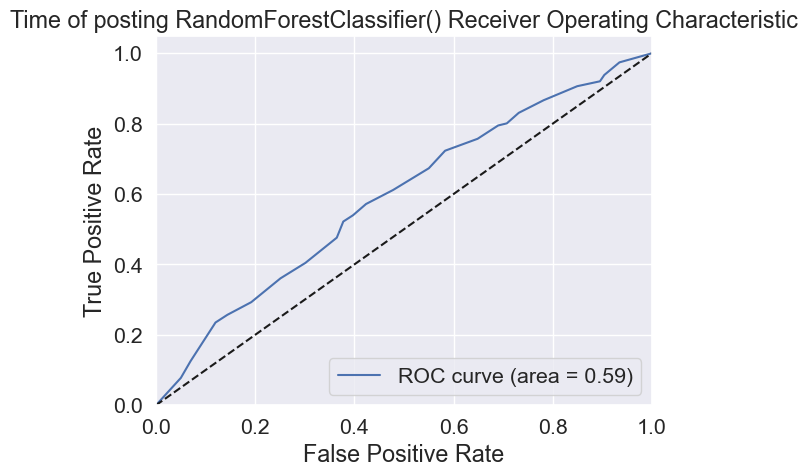 Time of posting RandomForestClassifier() Receiver Operating Characteristic
1.0
0.8
0.6
0.4
0.2
0.0
True Positive Rate
ROC curve (area = 0.59)
0.0 0.2 0.4 0.6 0.8 1.0
False Positive Rate